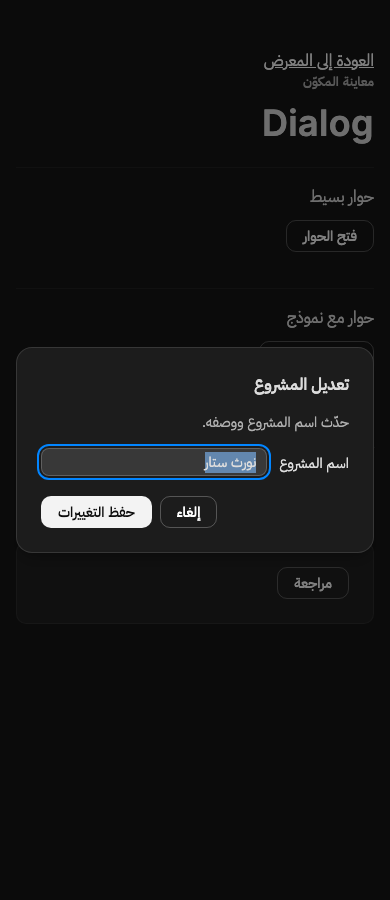 العودة إلى المعرض
معاينة المكوّن
Dialog
حوار بسيط
فتح الحوار
حوار مع نموذج
تعديل المشروع
حدّث اسم المشروع ووصفه.
اسم المشروع
نورث ستار
إلغاء
حفظ التغييرات
مراجعة